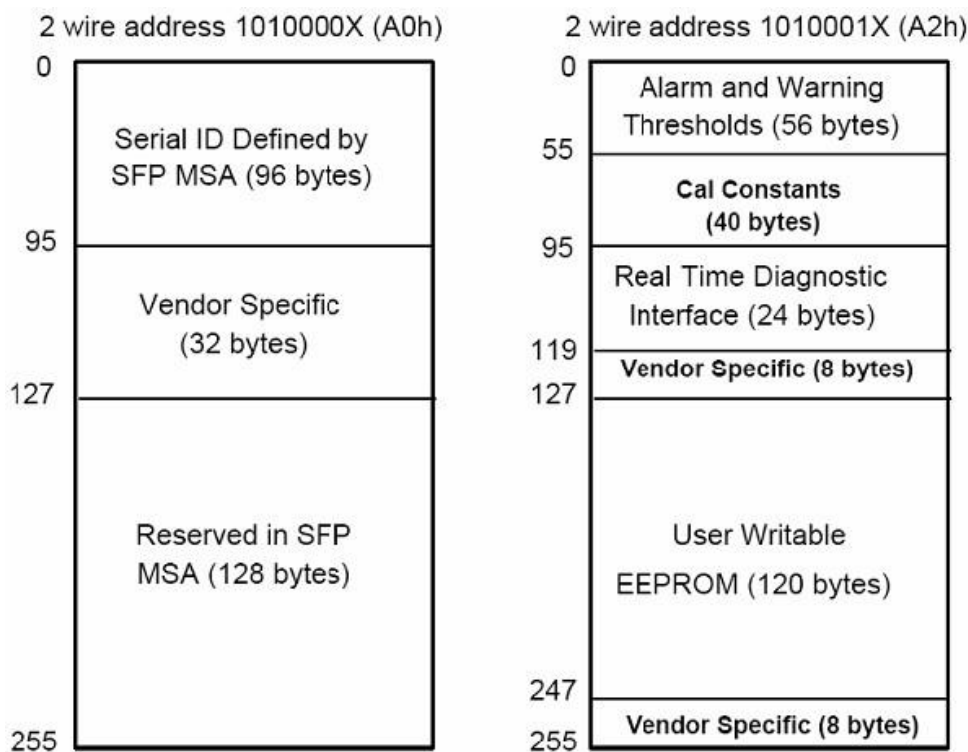 2 wire address 1010000X (A0h)
0
Serial ID Defined by
SFP MSA (96 bytes)
95
Vendor Specific
(32 bytes)
127
Reserved in SFP
MSA (128 bytes)
255
2 wire address 1010001X (A2h)
0
Alarm and Warning
Thresholds (56 bytes)
55
Cal Constants
(40 bytes)
95
Real Time Diagnostic
Interface (24 bytes)
119
Vendor Specific (8 bytes)
127
User Writable
EEPROM (120 bytes)
247
Vendor Specific (8 bytes)
255